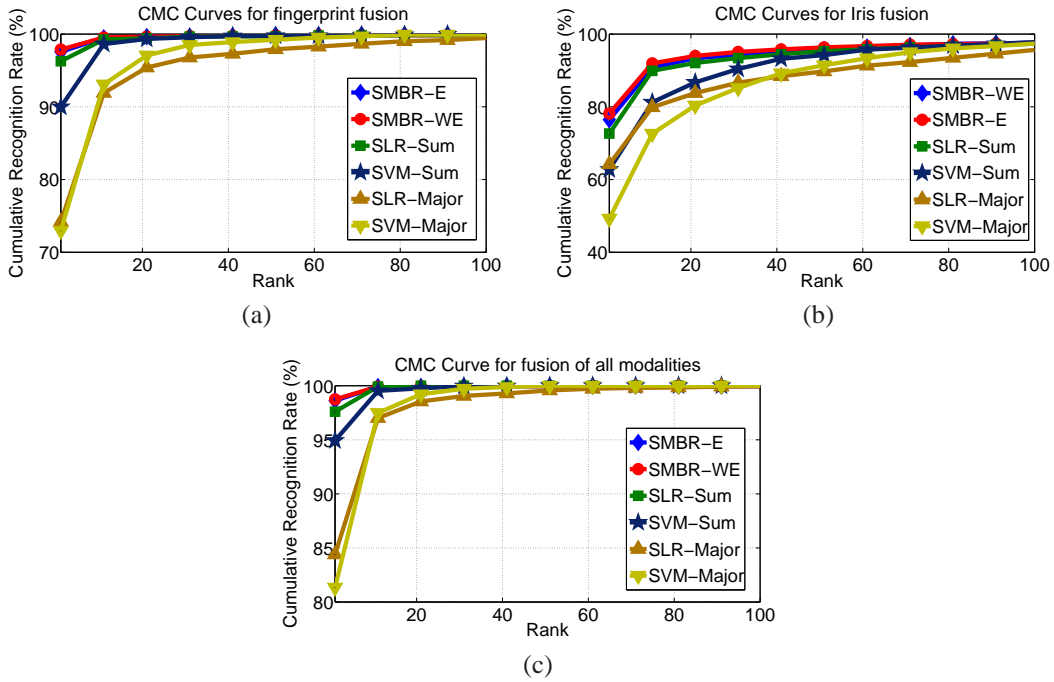 CMC Curves for fingerprint fusion
Cumulative Recognition Rate (%)
100
90
80
70
20
40
60
80
100
Rank
SMBR-E
SMBR-WE
SLR-Sum
SVM-Sum
SLR-Major
SVM-Major
(a)
CMC Curves for Iris fusion
Cumulative Recognition Rate (%)
100
80
60
40
20
40
60
80
100
Rank
SMBR-WE
SMBR-E
SLR-Sum
SVM-Sum
SLR-Major
SVM-Major
(b)
CMC Curve for fusion of all modalities
Cumulative Recognition Rate (%)
100
95
90
85
80
20
40
60
80
100
Rank
SMBR-E
SMBR-WE
SLR-Sum
SVM-Sum
SLR-Major
SVM-Major
(c)